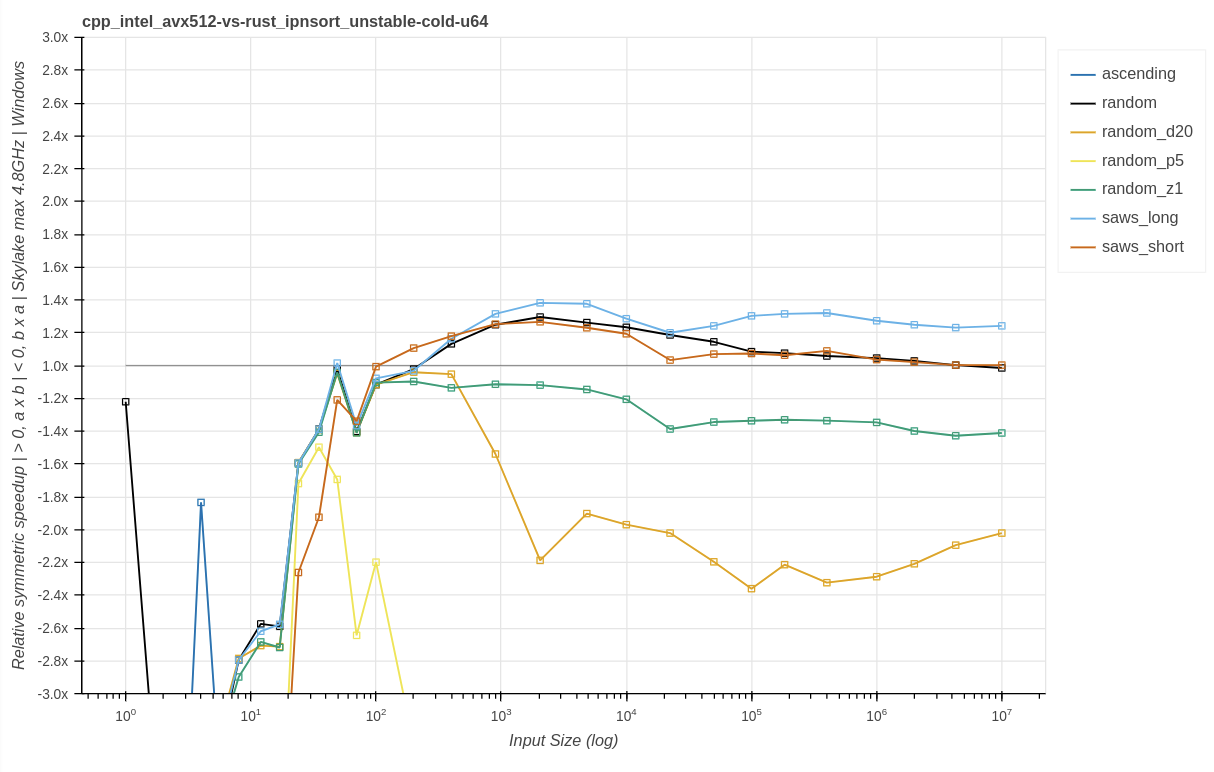 cpp_intel_avx512-vs-rust_ipnsort_unstable-cold-u64
Relative symmetric speedup | > 0, a x b | < 0, b x a | Skylake max 4.8GHz | Windows
3.0x
2.8x
2.6x
2.4x
2.2x
2.0x
1.8x
1.6x
1.4x
1.2x
1.0x
-1.2x
-1.4x
-1.6x
-1.8x
-2.0x
-2.2x
-2.4x
-2.6x
-2.8x
-3.0x
10⁰ 10¹ 10² 10³ 10⁴ 10⁵ 10⁶ 10⁷
Input Size (log)
ascending
random
random_d20
random_p5
random_z1
saws_long
saws_short